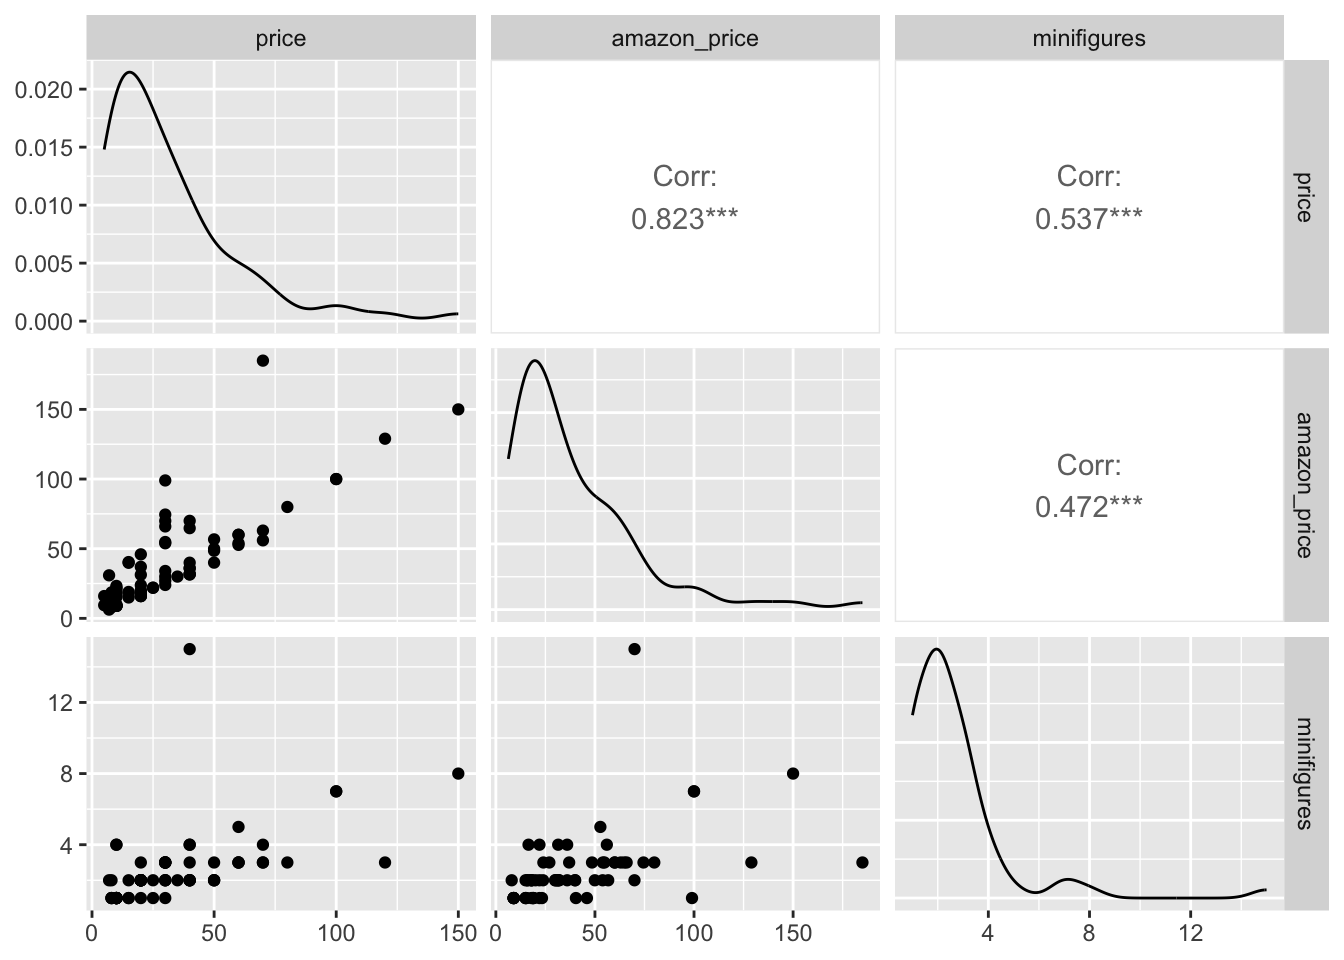 price
amazon_price
minifigures
0.020
0.015
0.010
0.005
0.000
Corr:
0.823***
Corr:
0.537***
price
150
100
50
0
Corr:
0.472***
amazon_price
12
8
4
minifigures
0 50 100 150
0 50 100 150
4 8 12